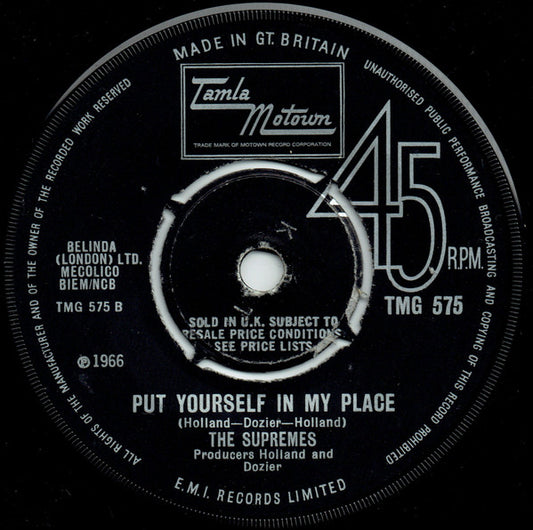 MADE IN GT. BRITAIN
UNAUTHORISED PUBLIC PERFORMANCE BROADCASTING AND COPYING OF THIS RECORD PROHIBITED
ALL RIGHTS OF THE MANUFACTURER AND OF THE OWNER OF THE RECORDED WORK RESERVED
Tamla
Motown
TRADE MARK OF MOTOWN RECORD CORPORATION
45
R.P.M.
BELINDA
(LONDON) LTD.
MECOLICO
BIEM/NCB
TMG 575 B
TMG 575
K
SOLD IN U.K. SUBJECT TO
RESALE PRICE CONDITIONS,
SEE PRICE LISTS
℗ 1966
PUT YOURSELF IN MY PLACE
(Holland—Dozier—Holland)
THE SUPREMES
Producers Holland and
Dozier
E.M.I. RECORDS LIMITED